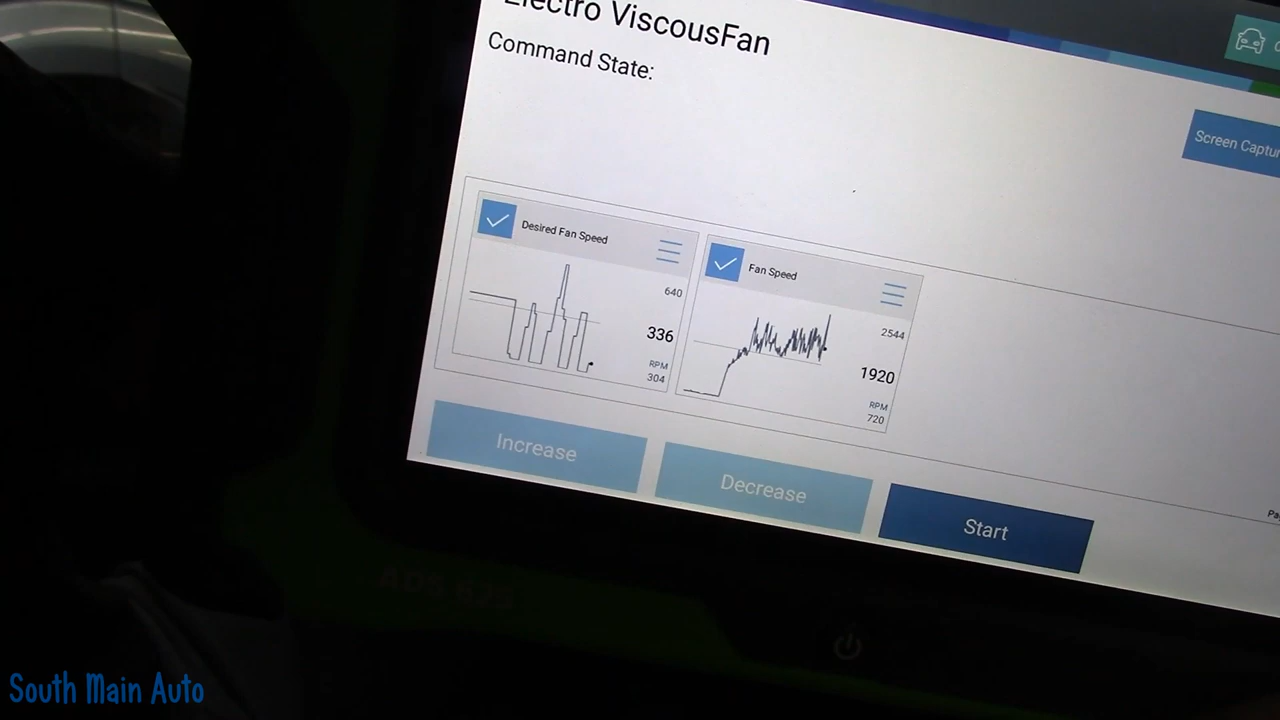 Electro ViscousFan
Command State:
Screen Captur
Desired Fan Speed
640
336
RPM
304
Fan Speed
2544
1920
RPM
720
Increase
Decrease
Start
South Main Auto